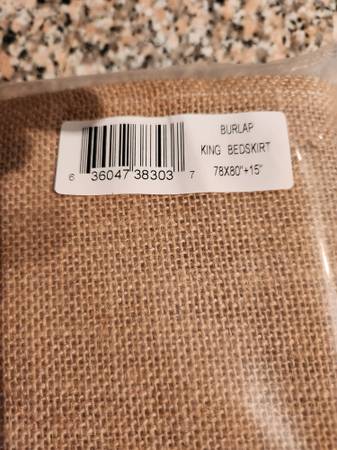 BURLAP
KING BEDSKIRT
78X80"+15"
6 36047 38303 7